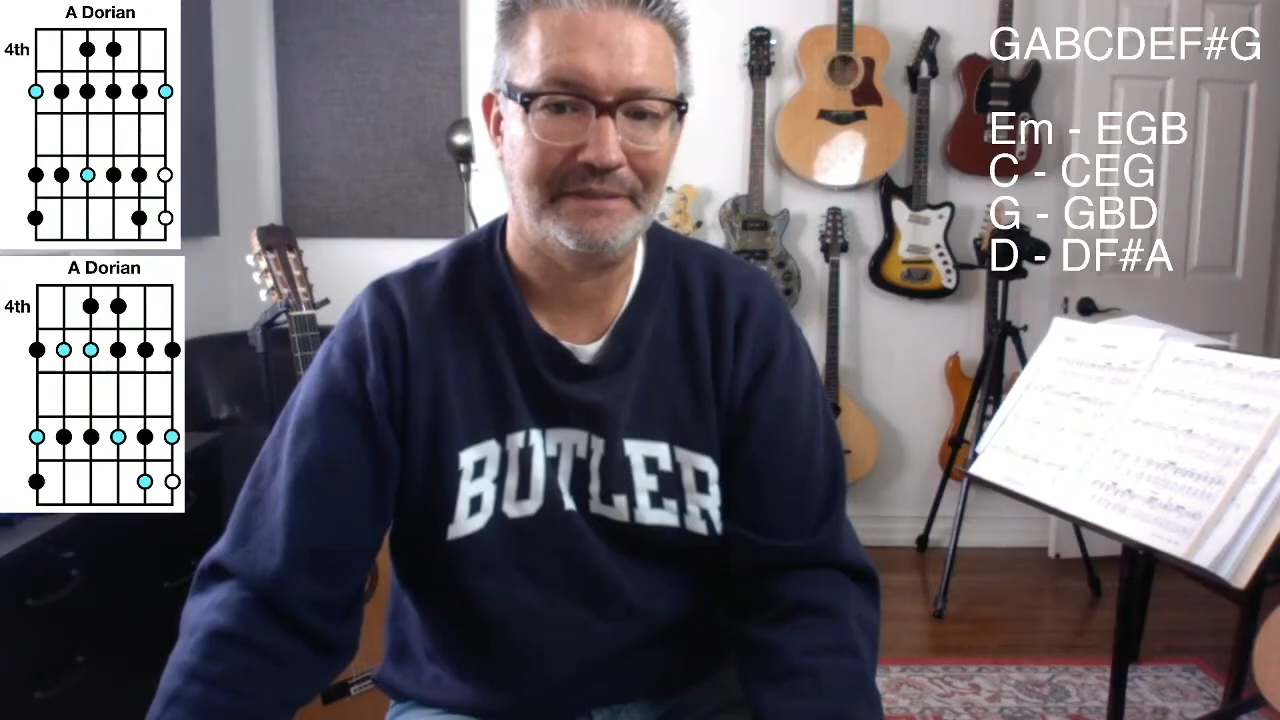 A Dorian
4th
A Dorian
4th
GABCDEF#G
Em - EGB
C - CEG
G - GBD
D - DF#A
BUTLER